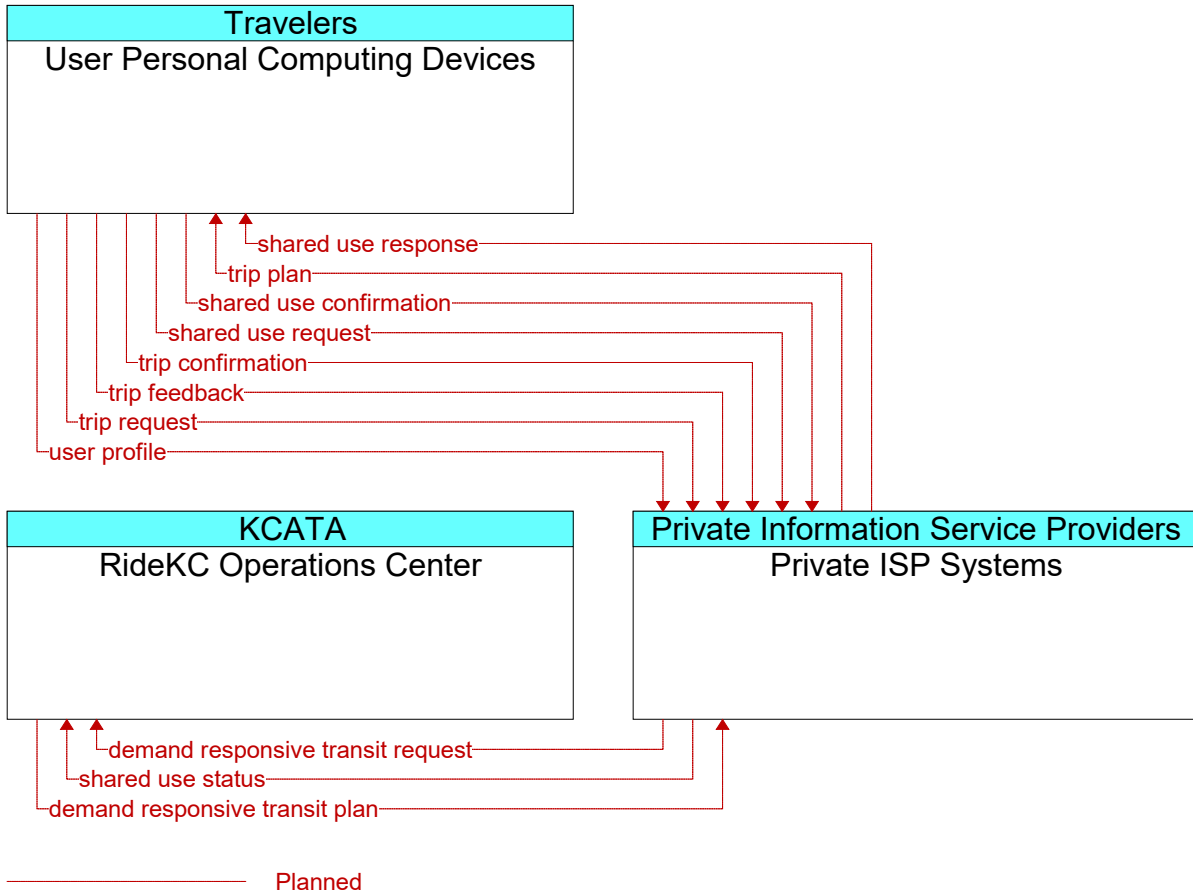 Travelers
User Personal Computing Devices
shared use response
trip plan
shared use confirmation
shared use request
trip confirmation
trip feedback
trip request
user profile
KCATA
RideKC Operations Center
Private Information Service Providers
Private ISP Systems
demand responsive transit request
shared use status
demand responsive transit plan
Planned